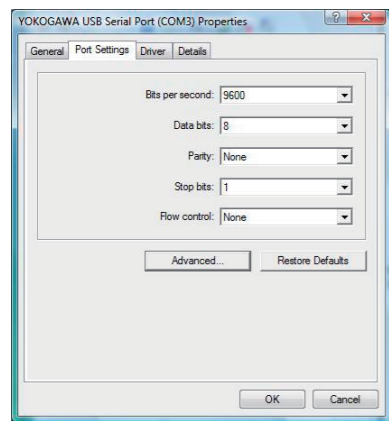 YOKOGAWA USB Serial Port (COM3) Properties
General Port Settings Driver Details
Bits per second: 9600
Data bits: 8
Parity: None
Stop bits: 1
Flow control: None
Advanced... Restore Defaults
OK Cancel